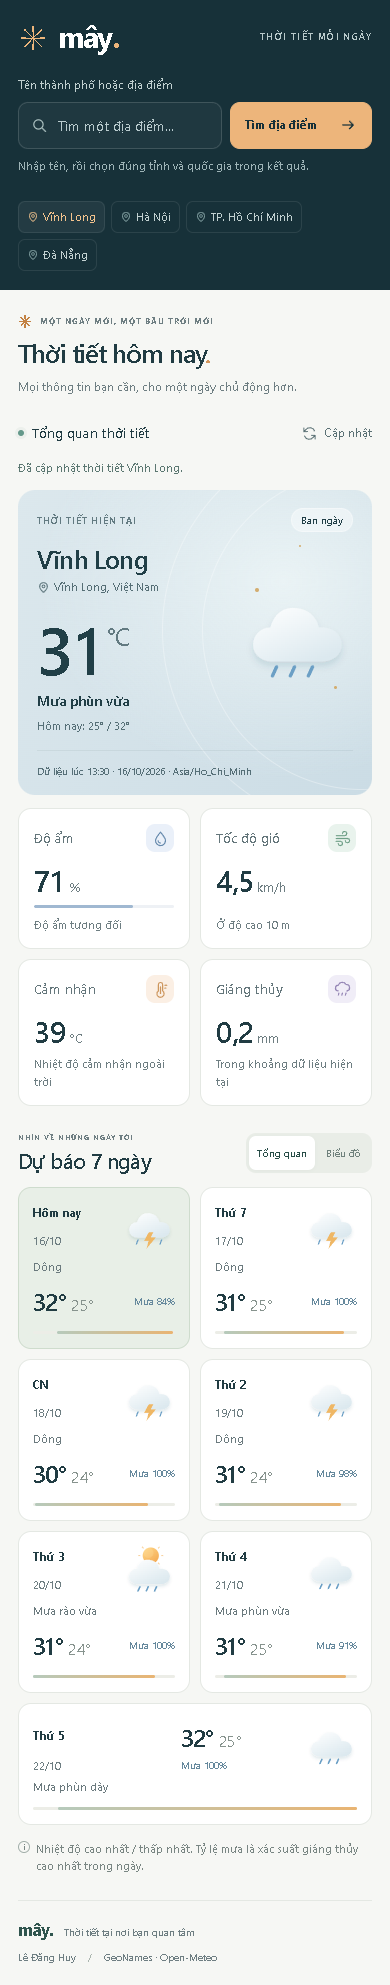 mây.
THỜI TIẾT MỖI NGÀY
Tên thành phố hoặc địa điểm
Tìm một địa điểm...
Tìm địa điểm
Nhập tên, rồi chọn đúng tỉnh và quốc gia trong kết quả.
Vĩnh Long
Hà Nội
TP. Hồ Chí Minh
Đà Nẵng
MỘT NGÀY MỚI, MỘT BẦU TRỜI MỚI
Thời tiết hôm nay.
Mọi thông tin bạn cần, cho một ngày chủ động hơn.
Tổng quan thời tiết
Cập nhật
Đã cập nhật thời tiết Vĩnh Long.
THỜI TIẾT HIỆN TẠI
Ban ngày
Vĩnh Long
Vĩnh Long, Việt Nam
31°C
Mưa phùn vừa
Hôm nay: 25° / 32°
Dữ liệu lúc 13:30 · 16/10/2026 · Asia/Ho_Chi_Minh
Độ ẩm
71 %
Độ ẩm tương đối
Tốc độ gió
4,5 km/h
Ở độ cao 10 m
Cảm nhận
39 °C
Nhiệt độ cảm nhận ngoài
trời
Giáng thủy
0,2 mm
Trong khoảng dữ liệu hiện
tại
NHÌN VỀ NHỮNG NGÀY TỚI
Dự báo 7 ngày
Tổng quan
Biểu đồ
Hôm nay
16/10
Dông
32° 25°
Mưa 84%
Thứ 7
17/10
Dông
31° 25°
Mưa 100%
CN
18/10
Dông
30° 24°
Mưa 100%
Thứ 2
19/10
Dông
31° 24°
Mưa 98%
Thứ 3
20/10
Mưa rào vừa
31° 24°
Mưa 100%
Thứ 4
21/10
Mưa phùn vừa
31° 25°
Mưa 91%
Thứ 5
22/10
Mưa phùn dày
32° 25°
Mưa 100%
Nhiệt độ cao nhất / thấp nhất. Tỷ lệ mưa là xác suất giáng thủy
cao nhất trong ngày.
mây.
Thời tiết tại nơi bạn quan tâm
Lê Đăng Huy / GeoNames · Open-Meteo